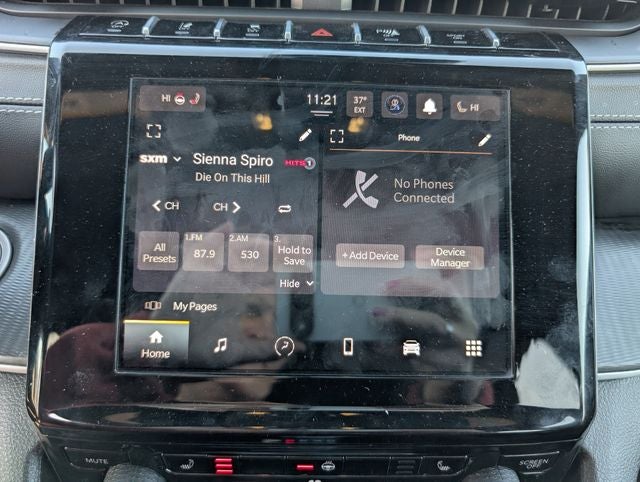 HI 11:21 37° EXT HI
sxm Sienna Spiro HITS 1
Die On This Hill
Phone
No Phones
Connected
CH CH
All
Presets
1.FM
87.9
2.AM
530
3.
Hold to
Save
+Add Device
Device
Manager
Hide
My Pages
Home
MUTE
SCREEN
OFF